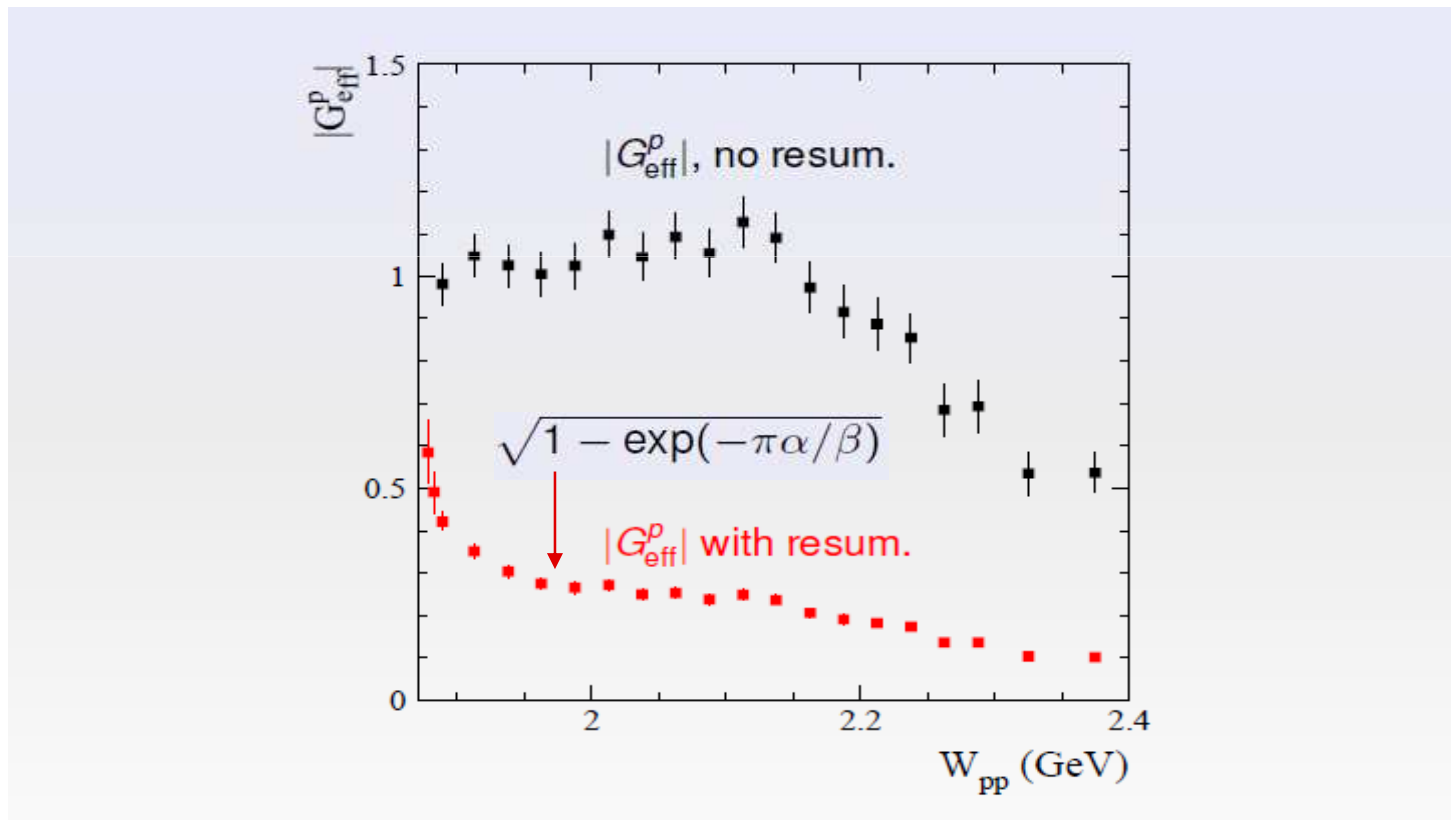 |G^p_eff|
1.5
|G^p_eff|, no resum.
1
√1 − exp(−πα/β)
0.5
|G^p_eff| with resum.
0
2
2.2
2.4
W_pp (GeV)